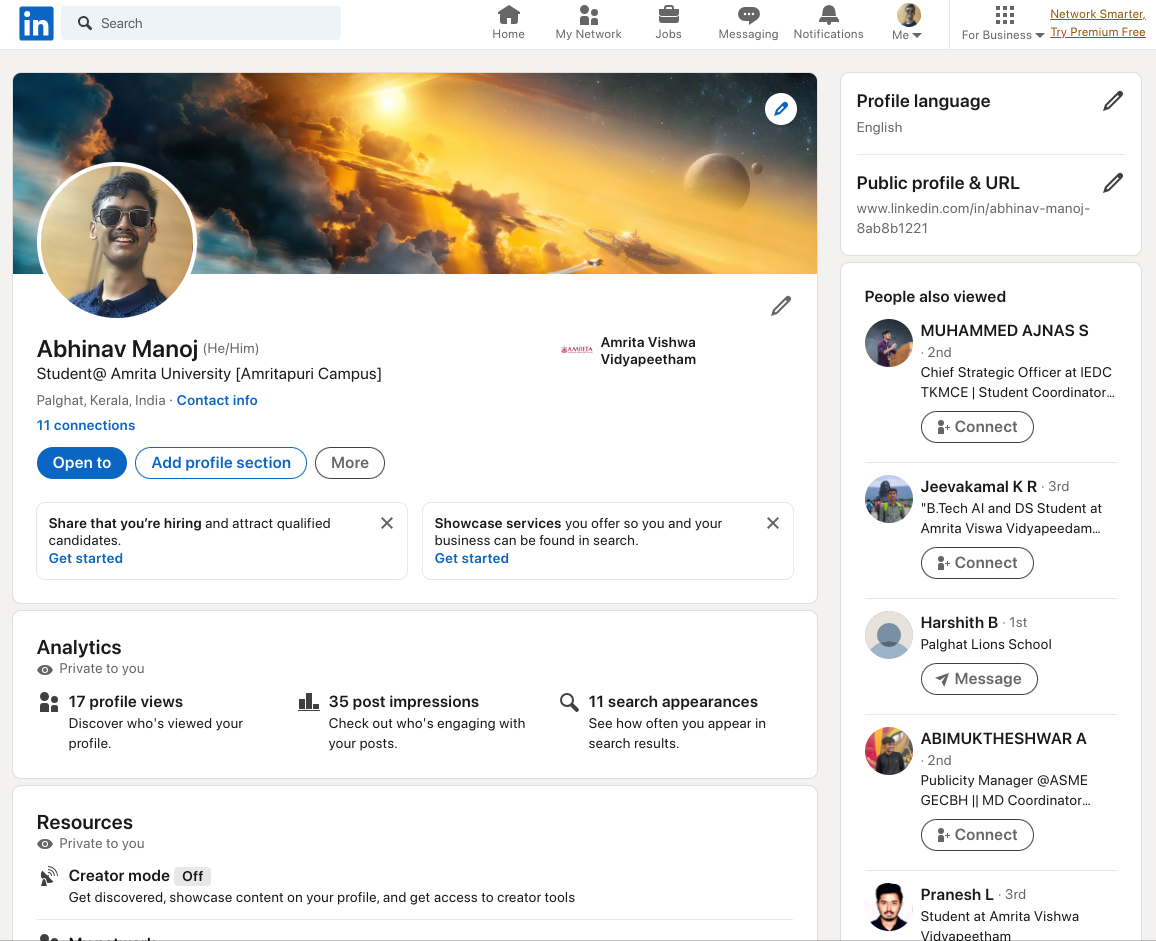 in
Search
Home
My Network
Jobs
Messaging
Notifications
Me
For Business
Network Smarter,
Try Premium Free
Abhinav Manoj (He/Him)
Student@ Amrita University [Amritapuri Campus]
Palghat, Kerala, India · Contact info
11 connections
AMRITA
Amrita Vishwa
Vidyapeetham
Open to
Add profile section
More
Share that you’re hiring and attract qualified
candidates.
Get started
Showcase services you offer so you and your
business can be found in search.
Get started
Analytics
Private to you
17 profile views
Discover who's viewed your
profile.
35 post impressions
Check out who's engaging with
your posts.
11 search appearances
See how often you appear in
search results.
Resources
Private to you
Creator mode Off
Get discovered, showcase content on your profile, and get access to creator tools
My network
Profile language
English
Public profile & URL
www.linkedin.com/in/abhinav-manoj-
8ab8b1221
People also viewed
MUHAMMED AJNAS S
· 2nd
Chief Strategic Officer at IEDC
TKMCE | Student Coordinator…
Connect
Jeevakamal K R · 3rd
"B.Tech AI and DS Student at
Amrita Viswa Vidyapeedam…
Connect
Harshith B · 1st
Palghat Lions School
Message
ABIMUKTHESHWAR A
· 2nd
Publicity Manager @ASME
GECBH || MD Coordinator…
Connect
Pranesh L · 3rd
Student at Amrita Vishwa
Vidyapeetham